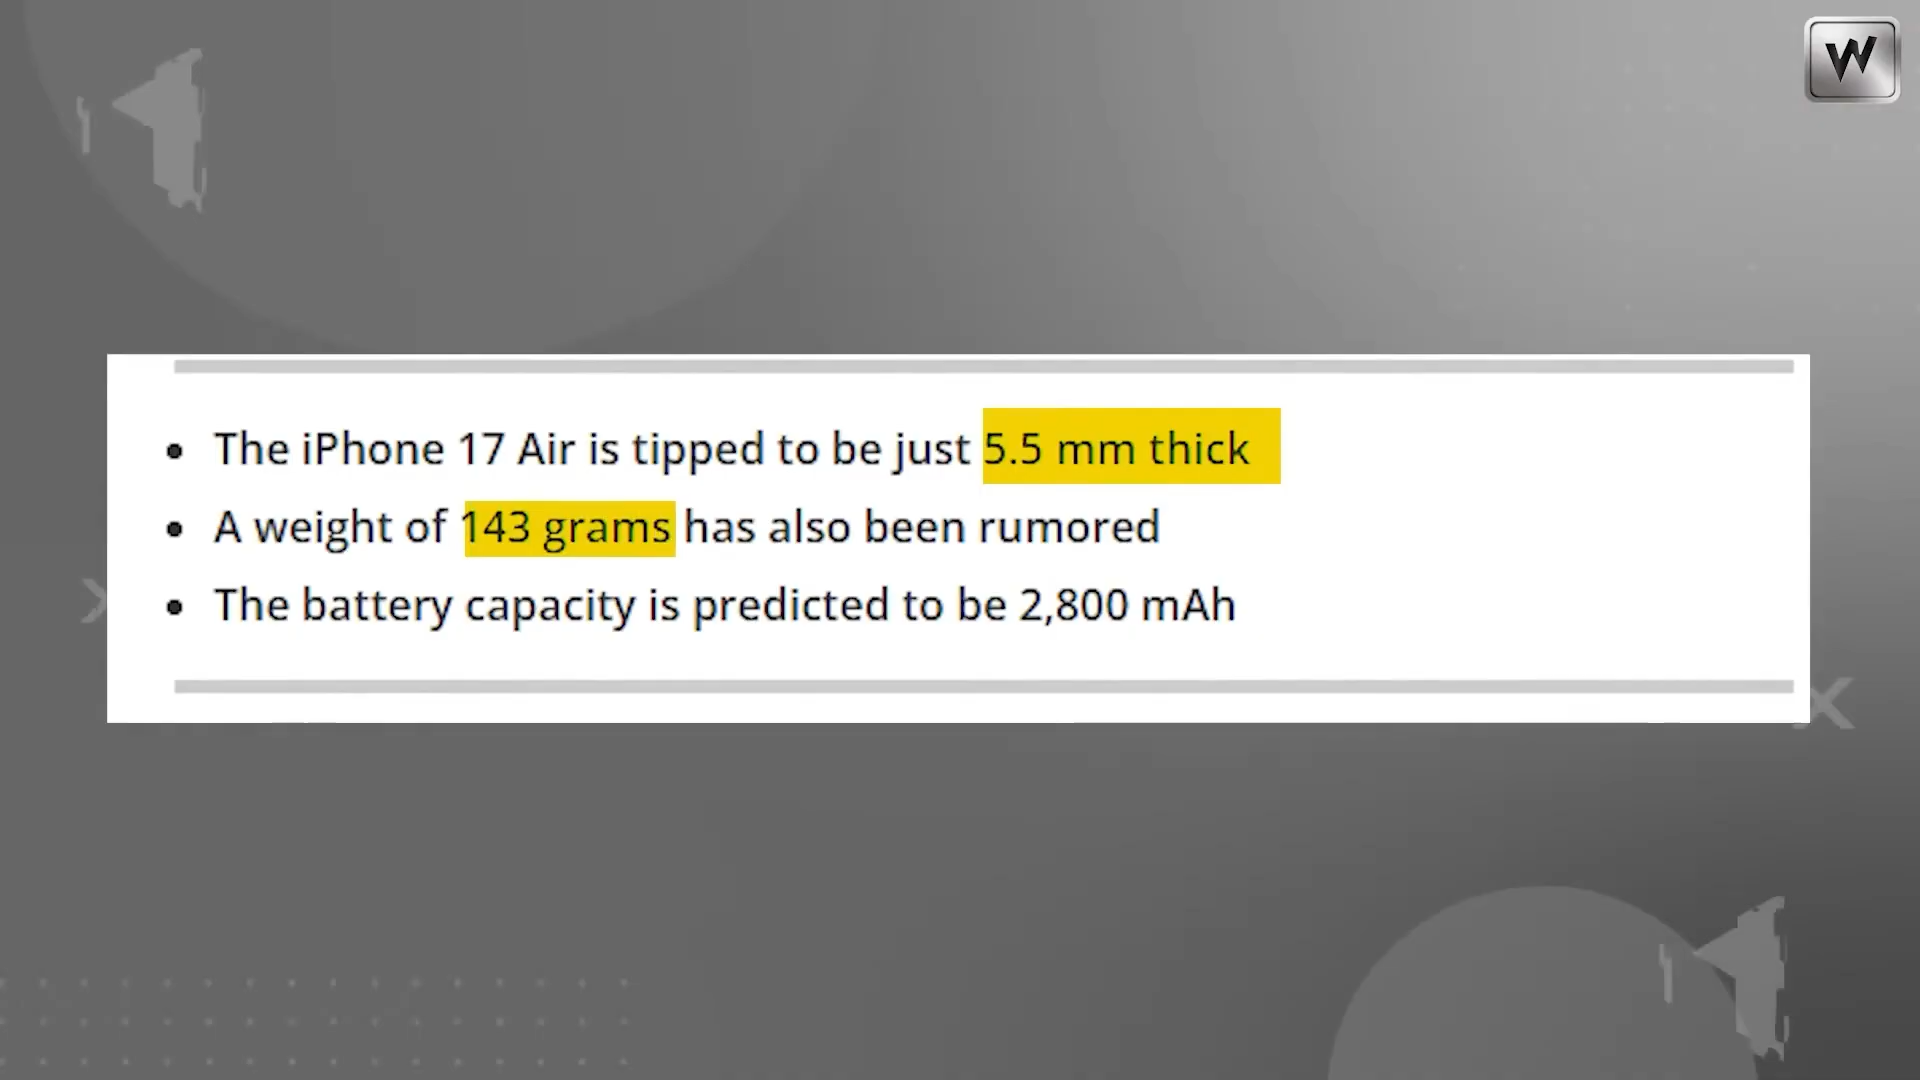 W
The iPhone 17 Air is tipped to be just 5.5 mm thick
A weight of 143 grams has also been rumored
The battery capacity is predicted to be 2,800 mAh